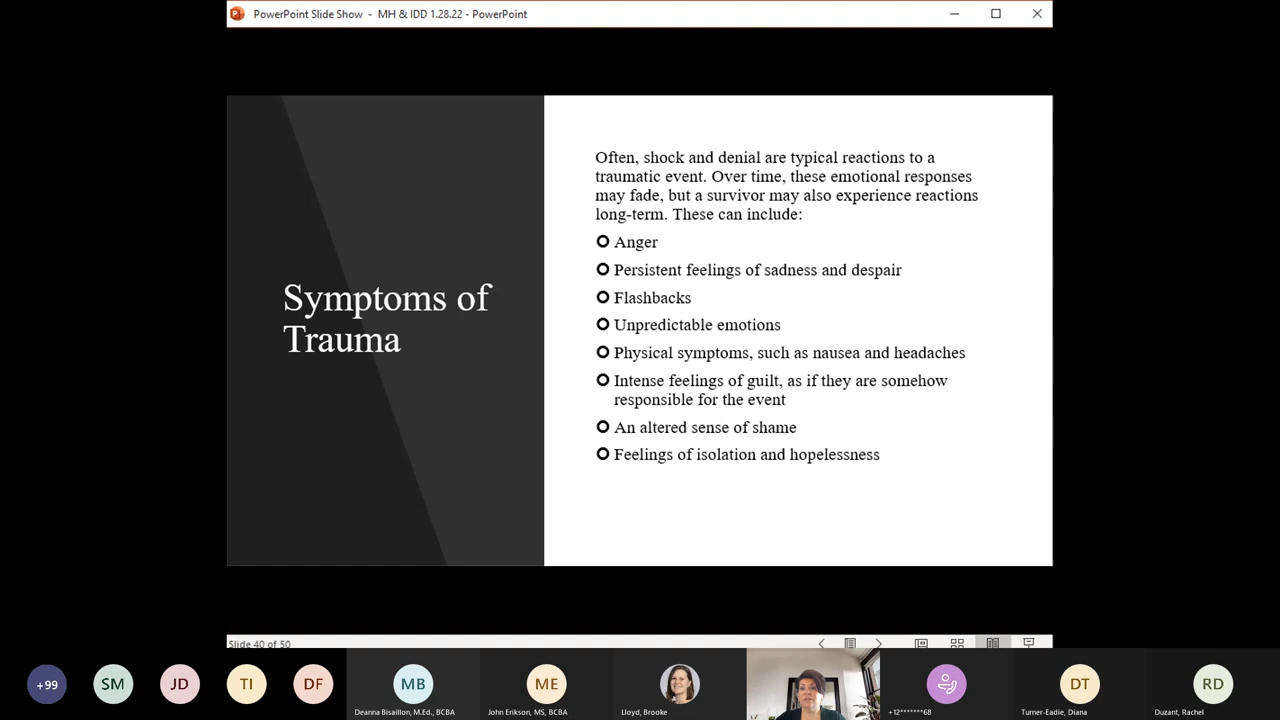 PowerPoint Slide Show - MH & IDD 1.28.22 - PowerPoint
Symptoms of
Trauma
Often, shock and denial are typical reactions to a
traumatic event. Over time, these emotional responses
may fade, but a survivor may also experience reactions
long-term. These can include:
Anger
Persistent feelings of sadness and despair
Flashbacks
Unpredictable emotions
Physical symptoms, such as nausea and headaches
Intense feelings of guilt, as if they are somehow
responsible for the event
An altered sense of shame
Feelings of isolation and hopelessness
Slide 40 of 50
+99
SM
JD
TI
DF
MB
Deanna Bisaillon, M.Ed., BCBA
ME
John Erikson, MS, BCBA
Lloyd, Brooke
+12*******68
DT
Turner-Eadie, Diana
RD
Duzant, Rachel